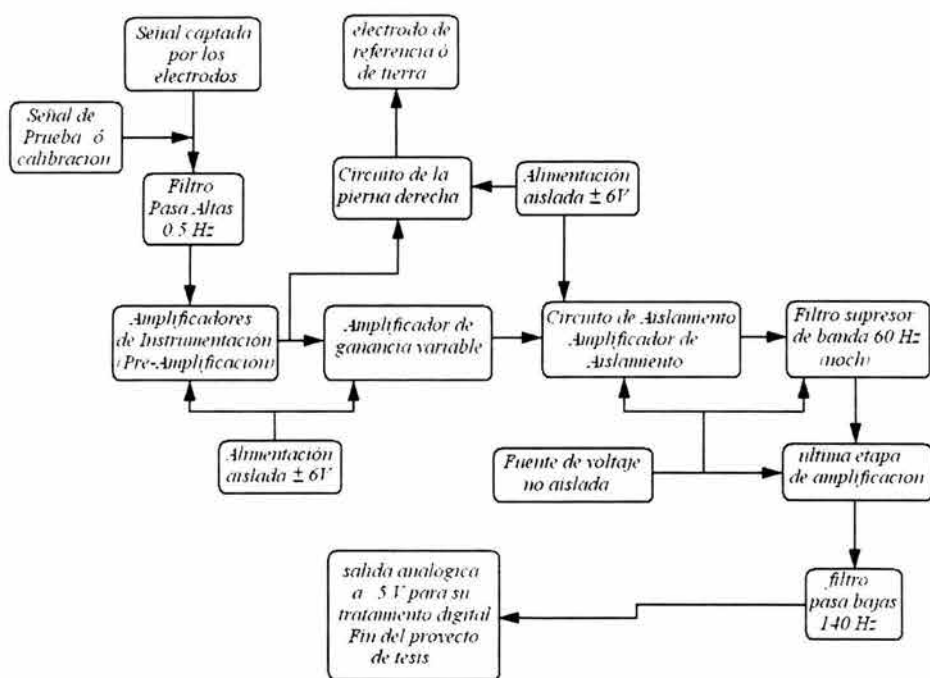 Señal captada
por los
electrodos
electrodo de
referencia ó
de tierra
Señal de
Prueba ó
calibracion
Filtro
Pasa Altas
0.5 Hz
Circuito de la
pierna derecha
Alimentación
aislada ± 6V
Amplificadores
de Instrumentación
(Pre-Amplificación)
Amplificador de
ganancia variable
Circuito de Aislamiento
Amplificador de
Aislamiento
Filtro supresor
de banda 60 Hz
(noch)
Alimentación
aislada ± 6V
Fuente de voltaje
no aislada
ultima etapa
de amplificacion
salida analogica
a 5 V para su
tratamiento digital
Fin del proyecto
de tesis
filtro
pasa bajas
140 Hz